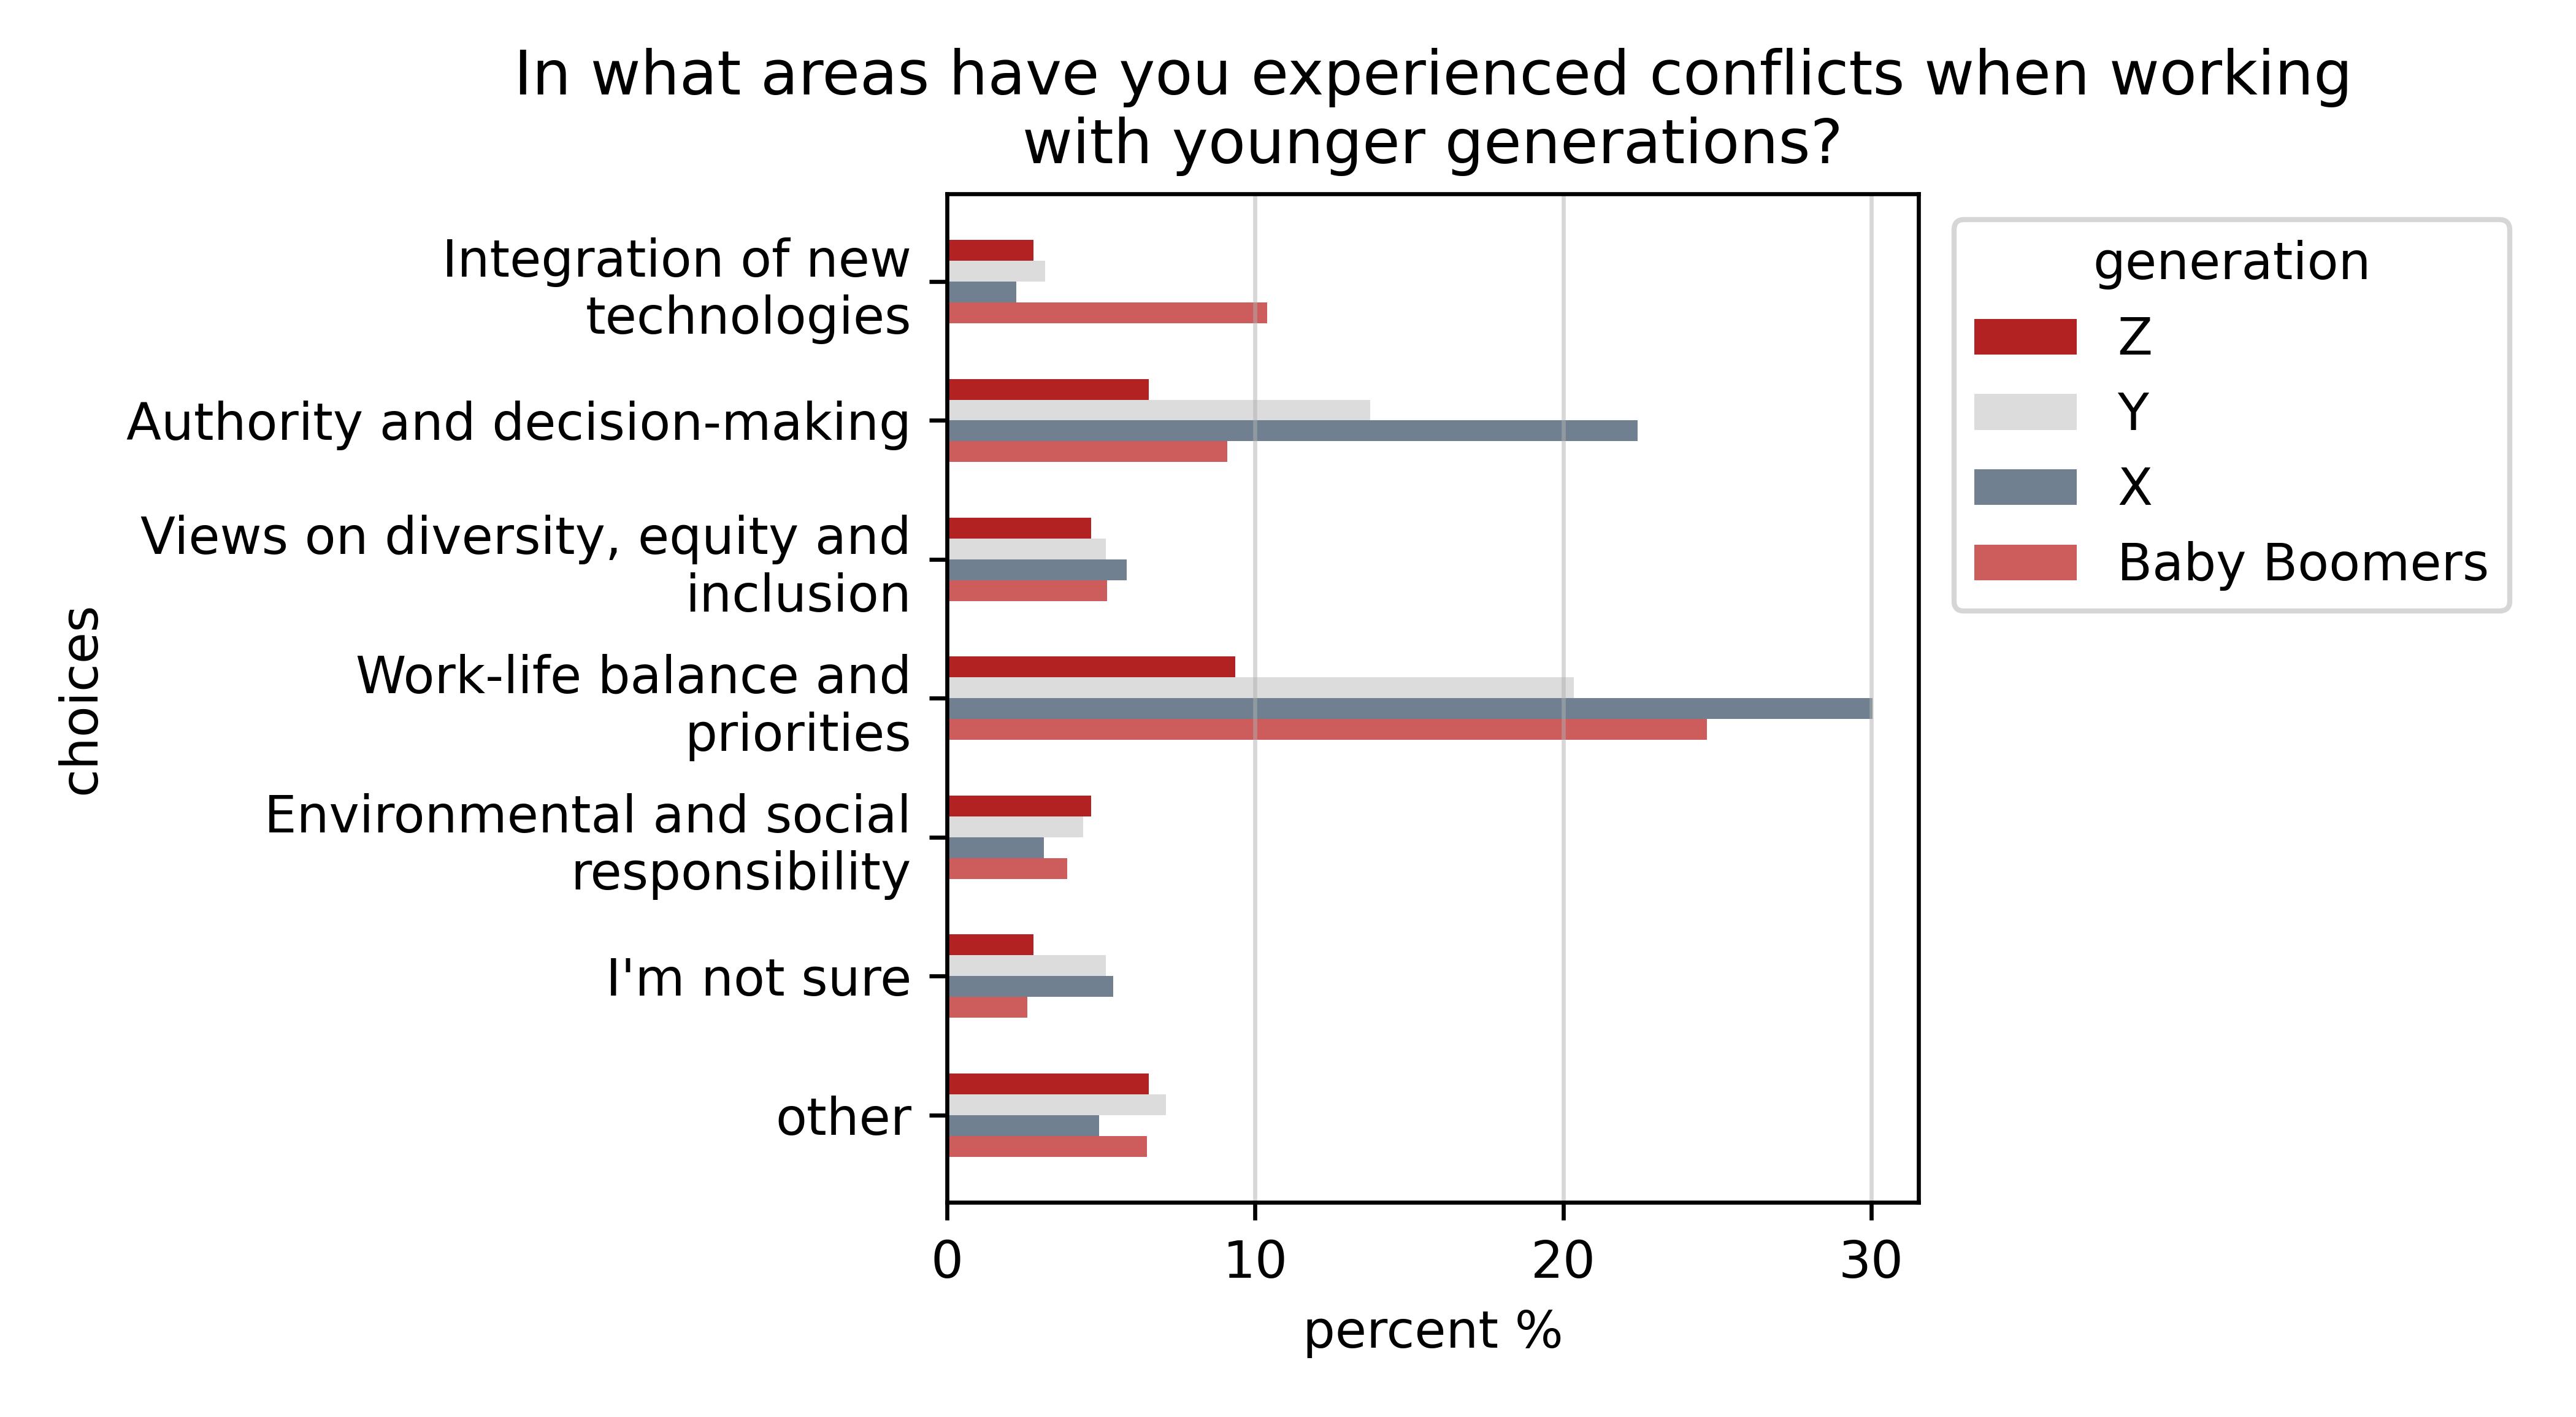 In what areas have you experienced conflicts when working
with younger generations?
choices
Integration of new
technologies
Authority and decision-making
Views on diversity, equity and
inclusion
Work-life balance and
priorities
Environmental and social
responsibility
I'm not sure
other
0 10 20 30
percent %
generation
Z
Y
X
Baby Boomers